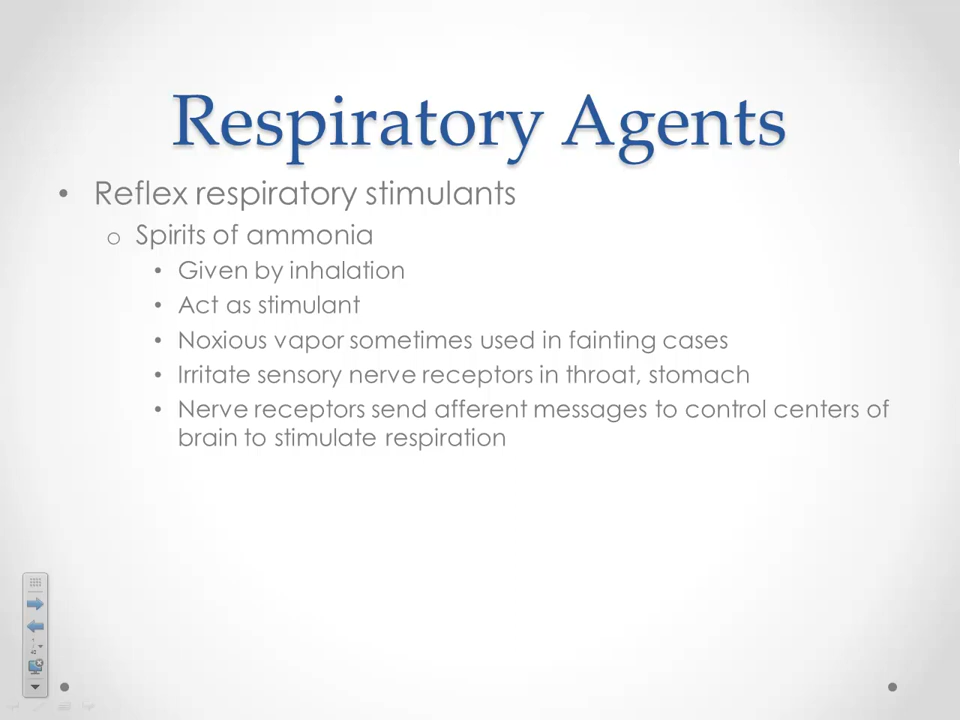 Respiratory Agents
• Reflex respiratory stimulants
o Spirits of ammonia
• Given by inhalation
• Act as stimulant
• Noxious vapor sometimes used in fainting cases
• Irritate sensory nerve receptors in throat, stomach
• Nerve receptors send afferent messages to control centers of
brain to stimulate respiration